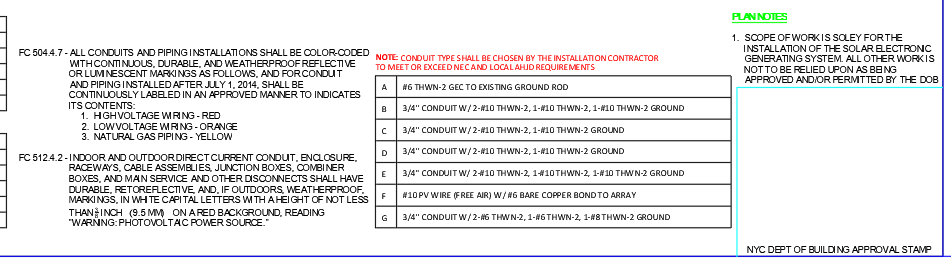 FC 504.4.7 - ALL CONDUITS AND PIPING INSTALLATIONS SHALL BE COLOR-CODED
WITH CONTINUOUS, DURABLE, AND WEATHERPROOF REFLECTIVE
OR LUMINESCENT MARKINGS AS FOLLOWS, AND FOR CONDUIT
AND PIPING INSTALLED AFTER JULY 1, 2014, SHALL BE
CONTINUOUSLY LABELED IN AN APPROVED MANNER TO INDICATES
ITS CONTENTS:
1. HIGH VOLTAGE WIRING - RED
2. LOW VOLTAGE WIRING - ORANGE
3. NATURAL GAS PIPING - YELLOW
FC 512.4.2 - INDOOR AND OUTDOOR DIRECT CURRENT CONDUIT, ENCLOSURE,
RACEWAYS, CABLE ASSEMBLIES, JUNCTION BOXES, COMBINER
BOXES, AND MAIN SERVICE AND OTHER DISCONNECTS SHALL HAVE
DURABLE, RETOREFLECTIVE, AND, IF OUTDOORS, WEATHERPROOF,
MARKINGS, IN WHITE CAPITAL LETTERS WITH A HEIGHT OF NOT LESS
THAN INCH (9.5 MM) ON A RED BACKGROUND, READING
"WARNING: PHOTOVOLTAIC POWER SOURCE."
NOTE: CONDUIT TYPE SHALL BE CHOSEN BY THE INSTALLATION CONTRACTOR
TO MEET OR EXCEED NEC AND LOCAL AHJD REQUIREMENTS
A #6 THWN-2 GEC TO EXISTING GROUND ROD
B 3/4" CONDUIT W/ 2-#10 THWN-2, 1-#10 THWN-2, 1-#10 THWN-2 GROUND
C 3/4" CONDUIT W/ 2-#10 THWN-2, 1-#10 THWN-2 GROUND
D 3/4" CONDUIT W/ 2-#10 THWN-2, 1-#10 THWN-2 GROUND
E 3/4" CONDUIT W/ 2-#10 THWN-2, 1-#10 THWN-2, 1-#10 THWN-2 GROUND
F #10 PV WIRE (FREE AIR) W/ #6 BARE COPPER BOND TO ARRAY
G 3/4" CONDUIT W/ 2-#6 THWN-2, 1-#6 THWN-2, 1-#8 THWN-2 GROUND
PLAN NOTES
1. SCOPE OF WORK IS SOLEY FOR THE
INSTALLATION OF THE SOLAR ELECTRONIC
GENERATING SYSTEM. ALL OTHER WORK IS
NOT TO BE RELIED UPON AS BEING
APPROVED AND/OR PERMITTED BY THE DOB
NYC DEPT OF BUILDING APPROVAL STAMP